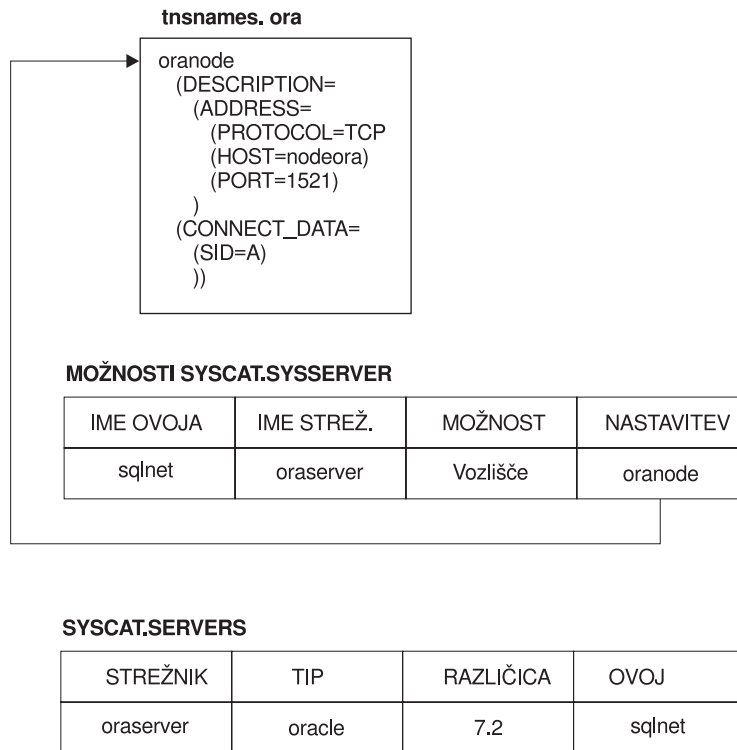 tnsnames. ora
oranode
(DESCRIPTION=
(ADDRESS=
(PROTOCOL=TCP
(HOST=nodeora)
(PORT=1521)
)
(CONNECT_DATA=
(SID=A)
))
MOŽNOSTI SYSCAT.SYSSERVER
IME OVOJA IME STREŽ. MOŽNOST NASTAVITEV
sqlnet oraserver Vozlišče oranode
SYSCAT.SERVERS
STREŽNIK TIP RAZLIČICA OVOJ
oraserver oracle 7.2 sqlnet